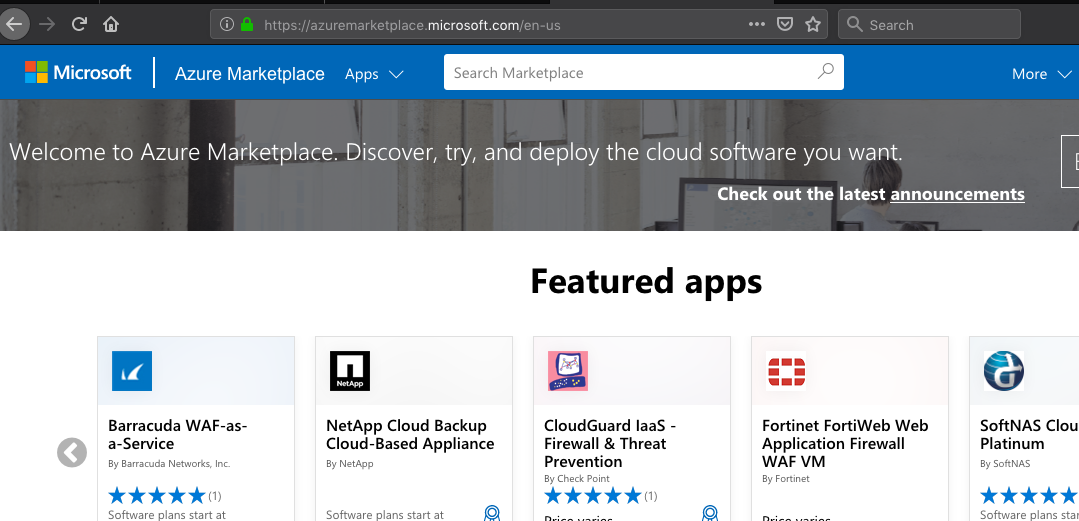 https://azuremarketplace.microsoft.com/en-us
Search
Microsoft
Azure Marketplace
Apps
Search Marketplace
More
Welcome to Azure Marketplace. Discover, try, and deploy the cloud software you want.
Check out the latest announcements
Featured apps
NetApp
Barracuda WAF-as-
a-Service
By Barracuda Networks, Inc.
(1)
Software plans start at
NetApp Cloud Backup
Cloud-Based Appliance
By NetApp
Software plans start at
CloudGuard IaaS -
Firewall & Threat
Prevention
By Check Point
(1)
Price varies
Fortinet FortiWeb Web
Application Firewall
WAF VM
By Fortinet
Price varies
SoftNAS Clou
Platinum
By SoftNAS